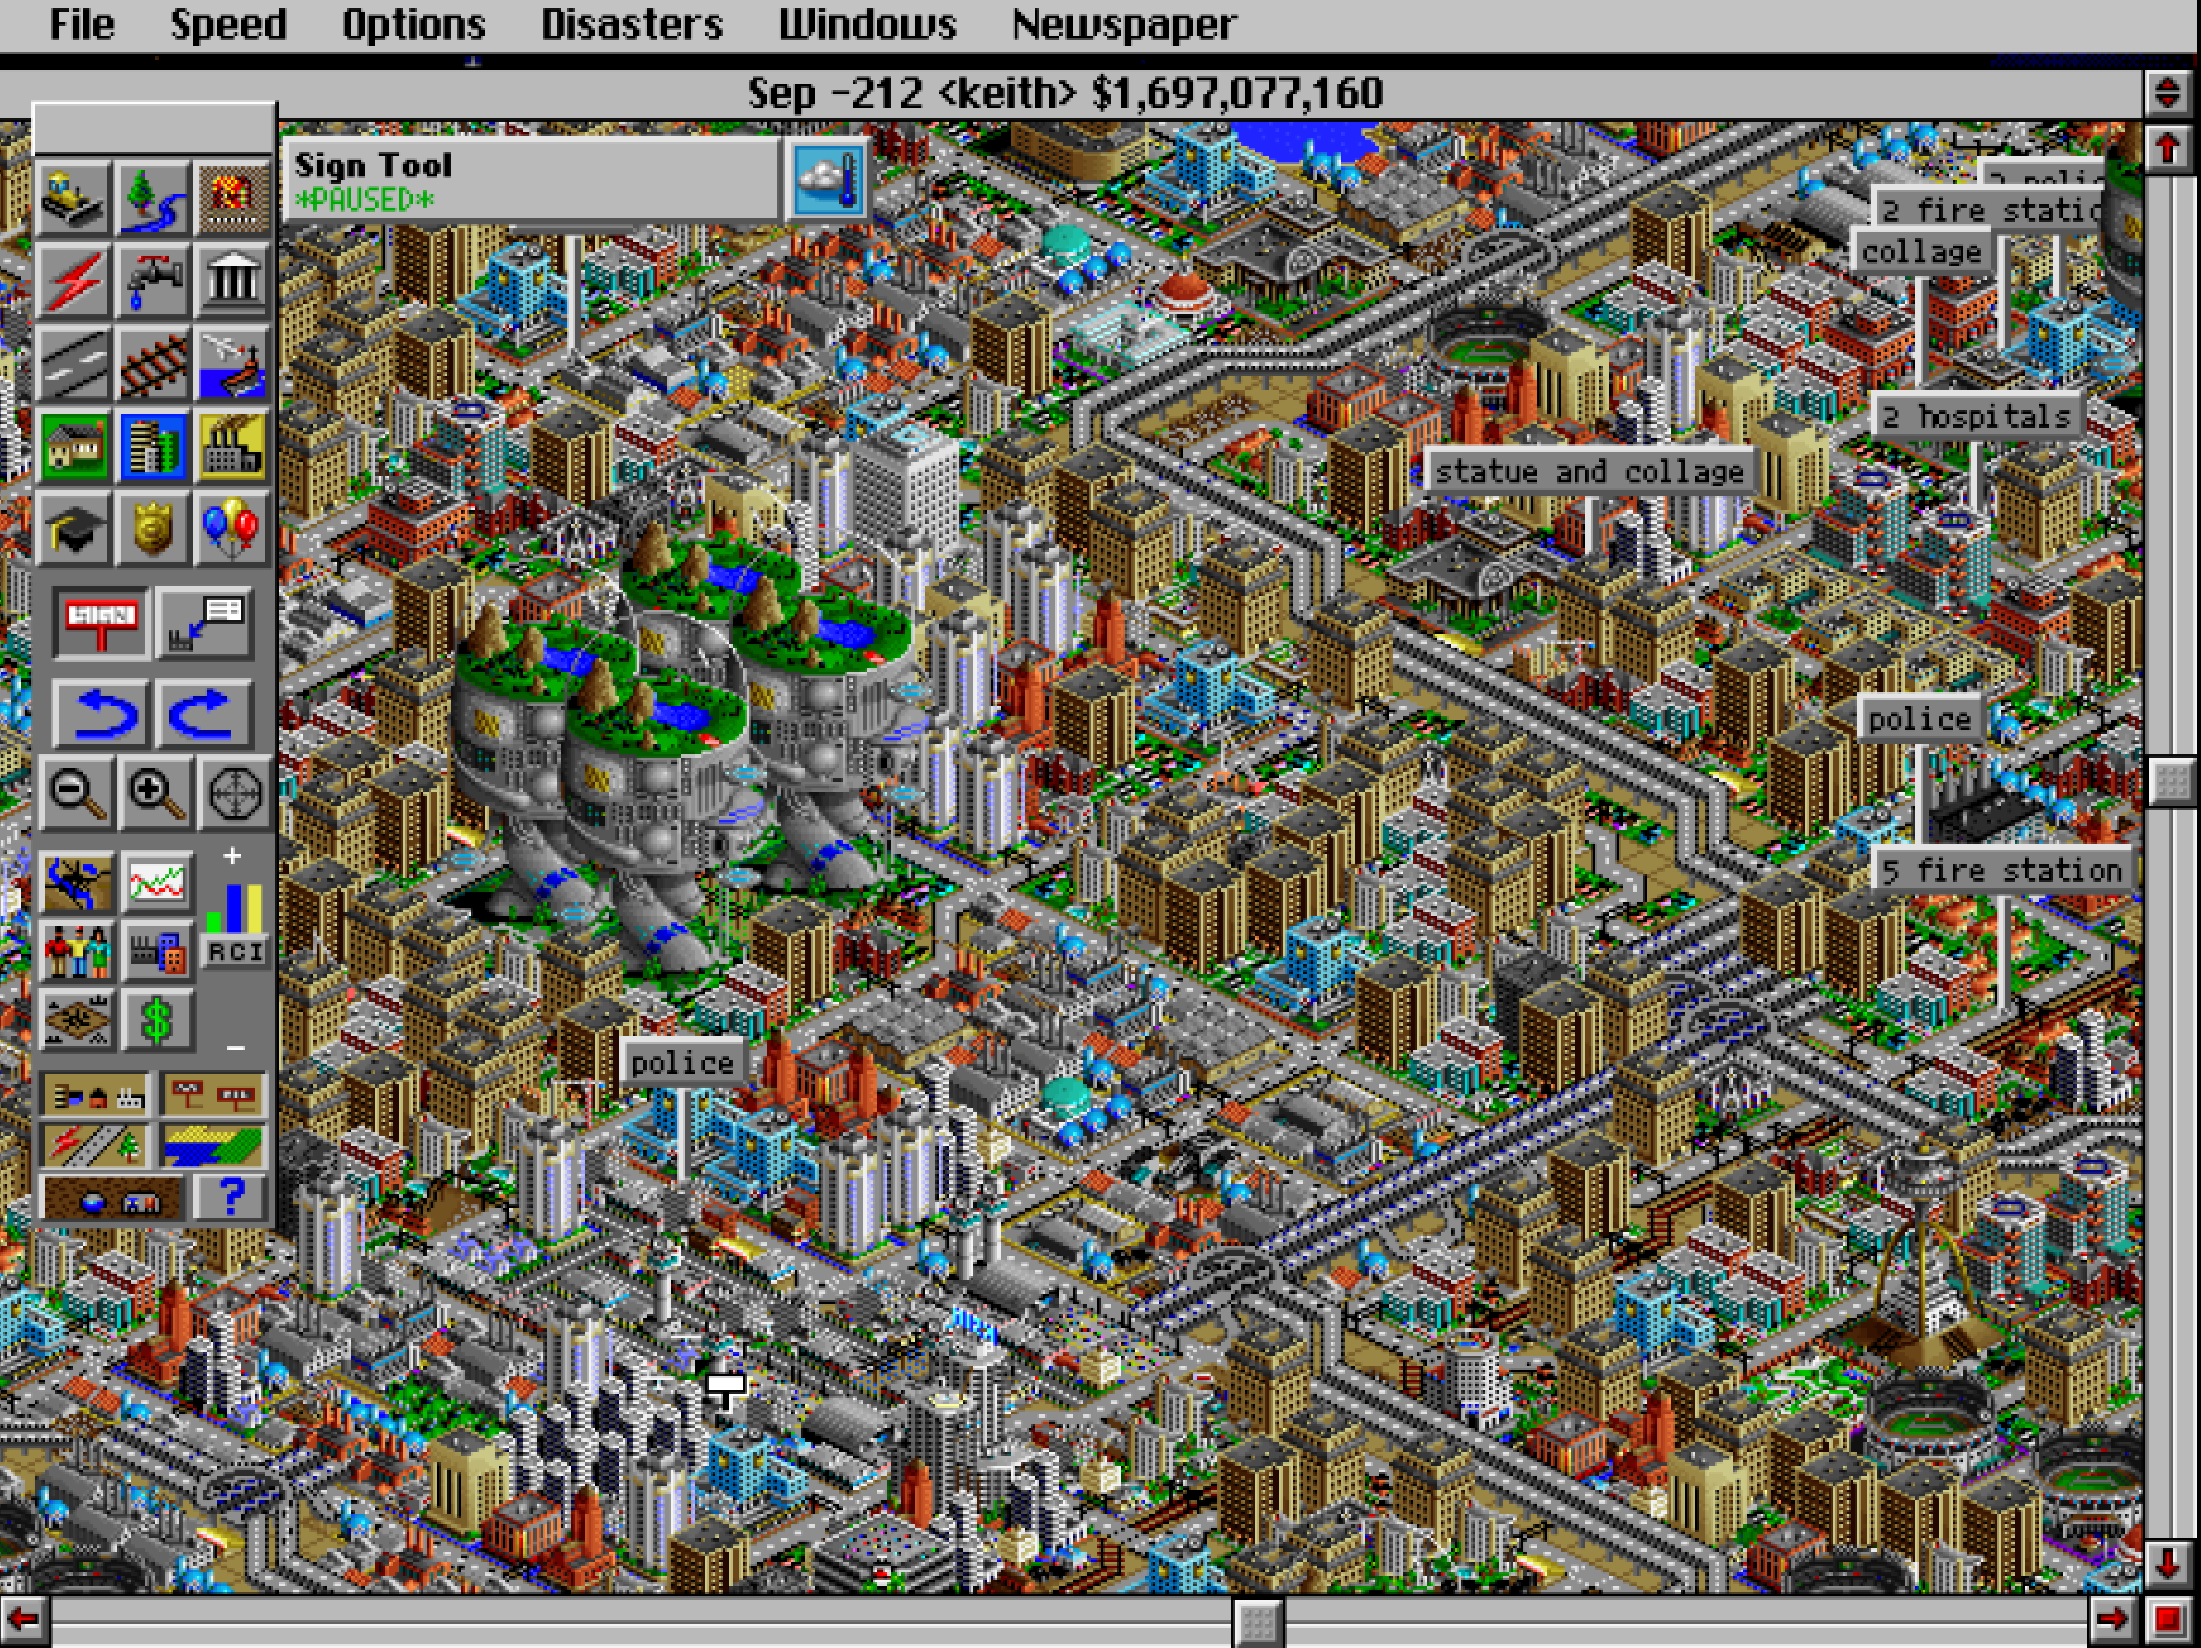 File Speed Options Disasters Windows Newspaper
Sep -212 <keith> $1,697,077,160
Sign Tool
*PAUSED*
2 fire static
collage
2 hospitals
statue and collage
SIGN
police
5 fire station
+
RCI
−
police
?